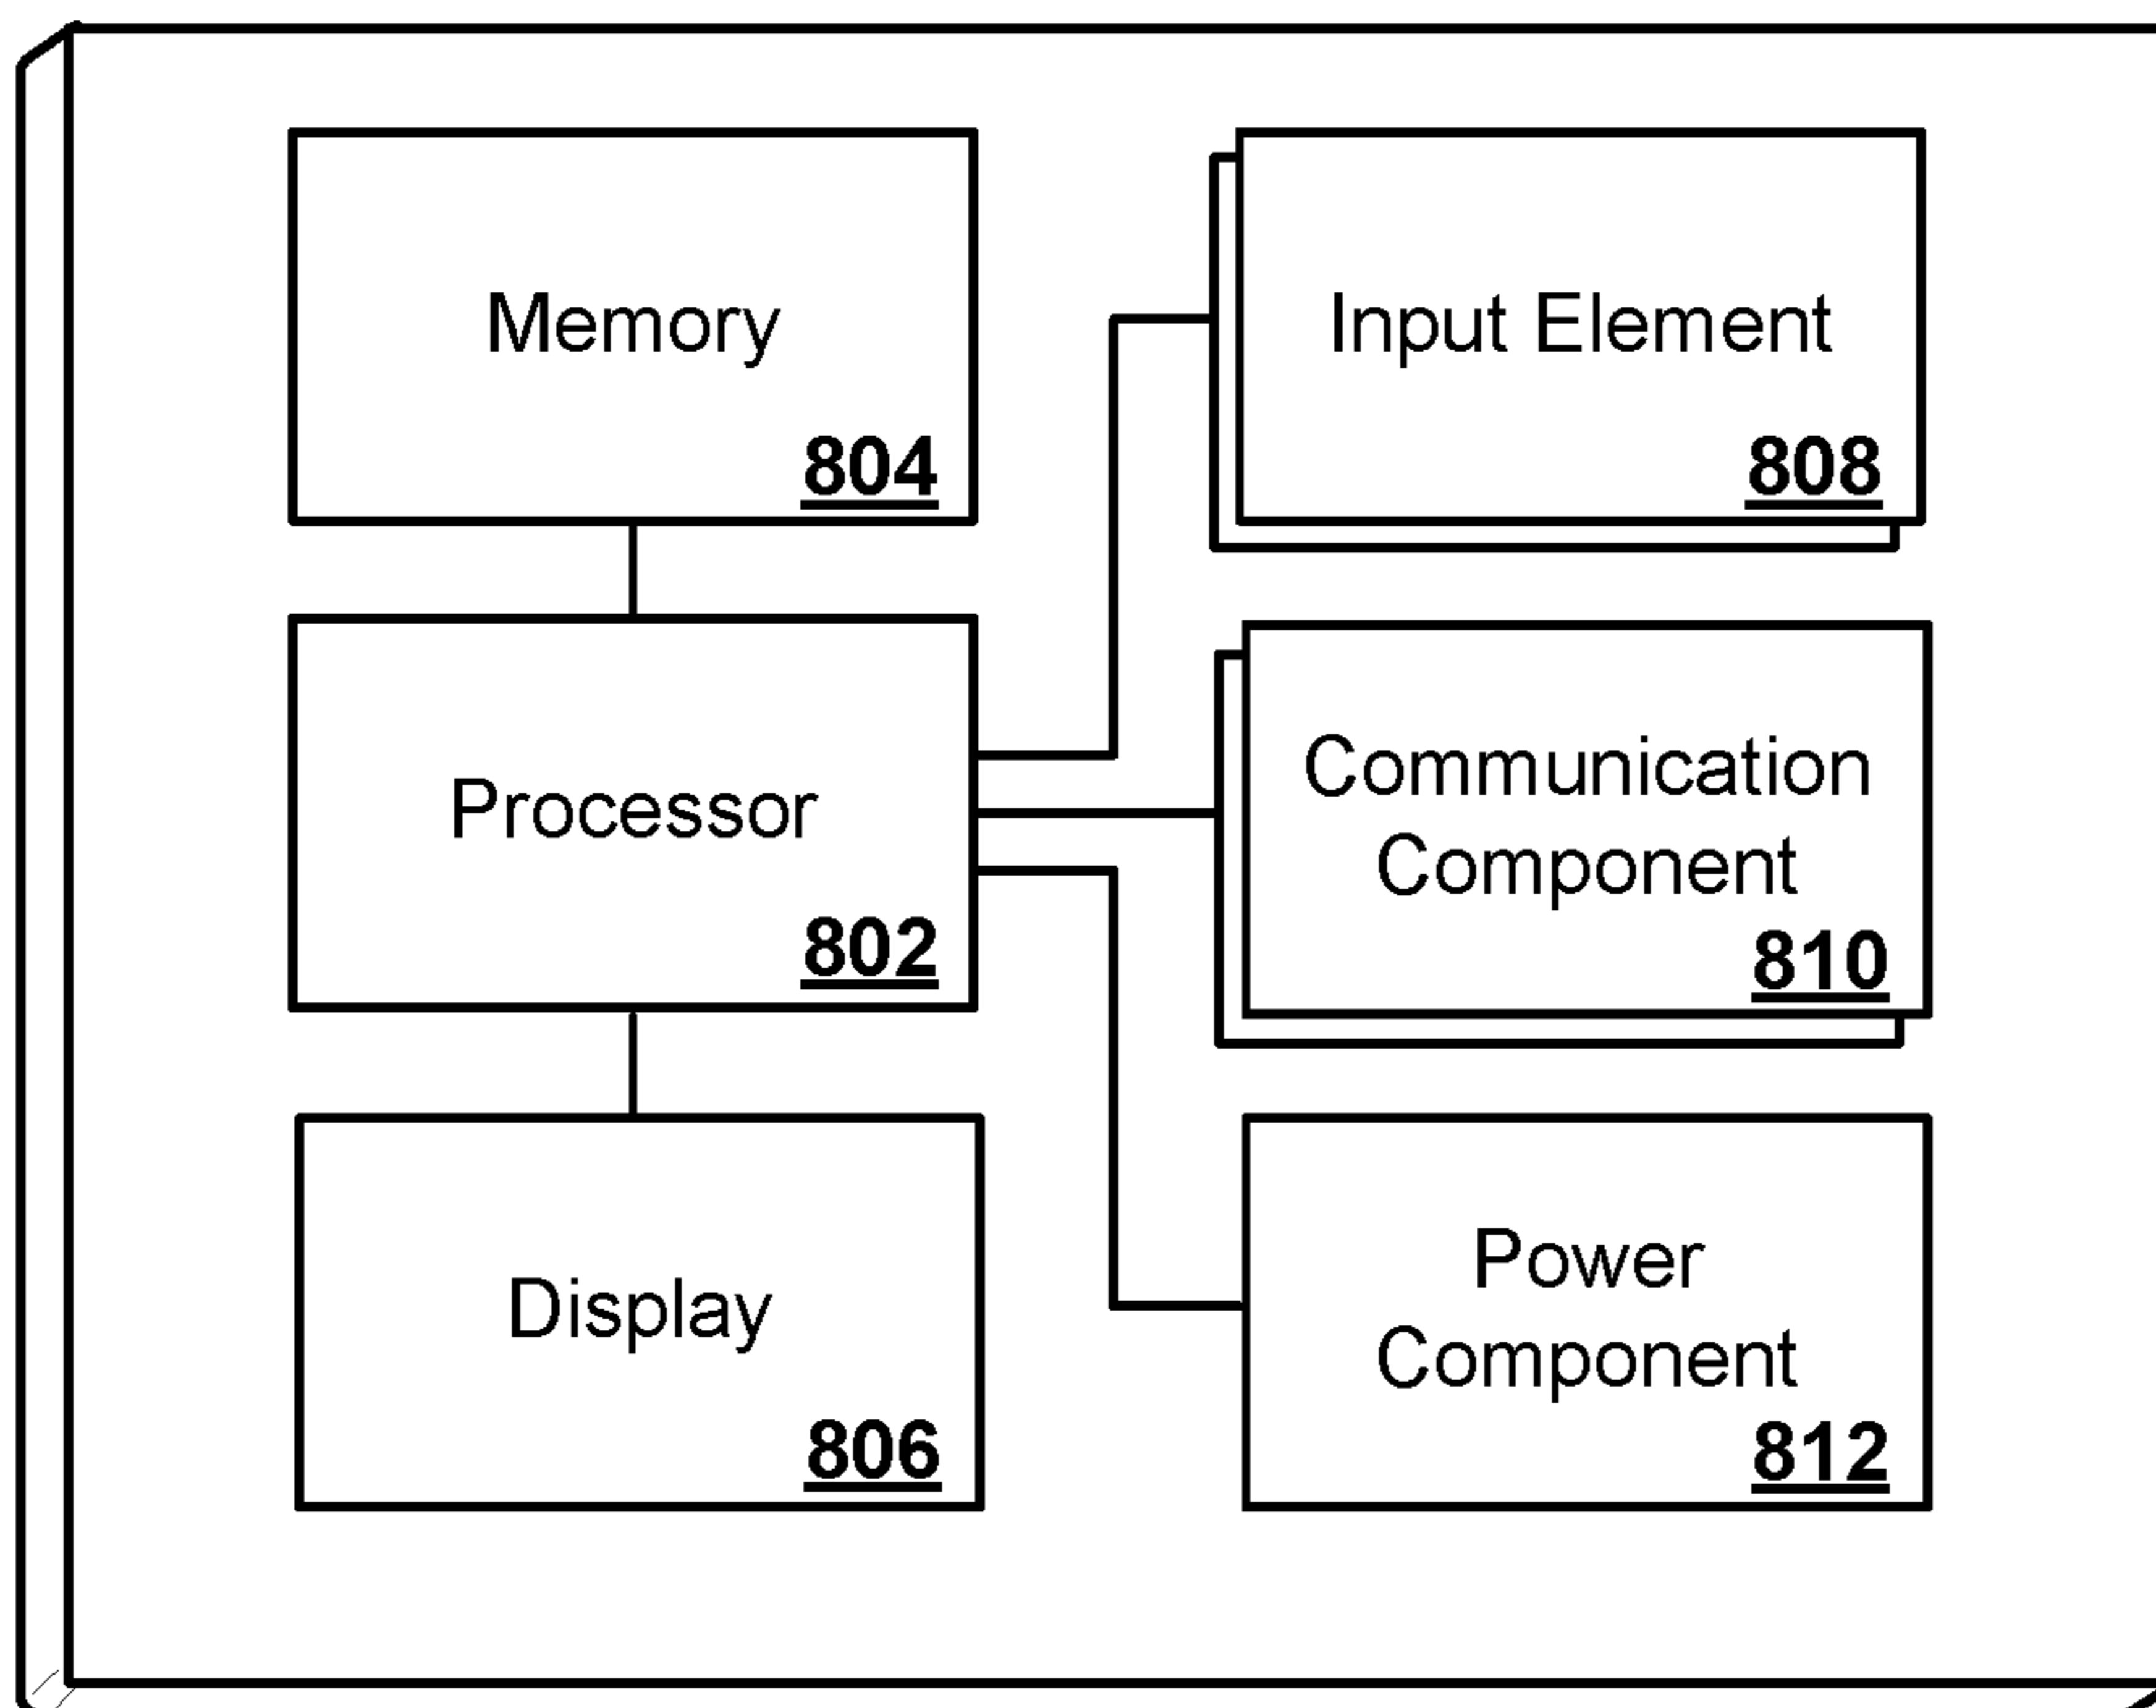 Memory
804
Input Element
808
Processor
802
Communication
Component
810
Display
806
Power
Component
812